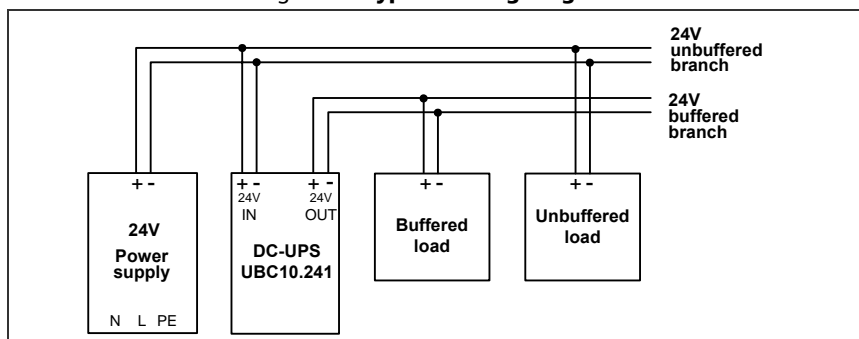 24V
unbuffered
branch
24V
buffered
branch
+ -
24V
Power
supply
N L PE
+ - + -
24V 24V
IN OUT
DC-UPS
UBC10.241
+ -
Buffered
load
+ -
Unbuffered
load